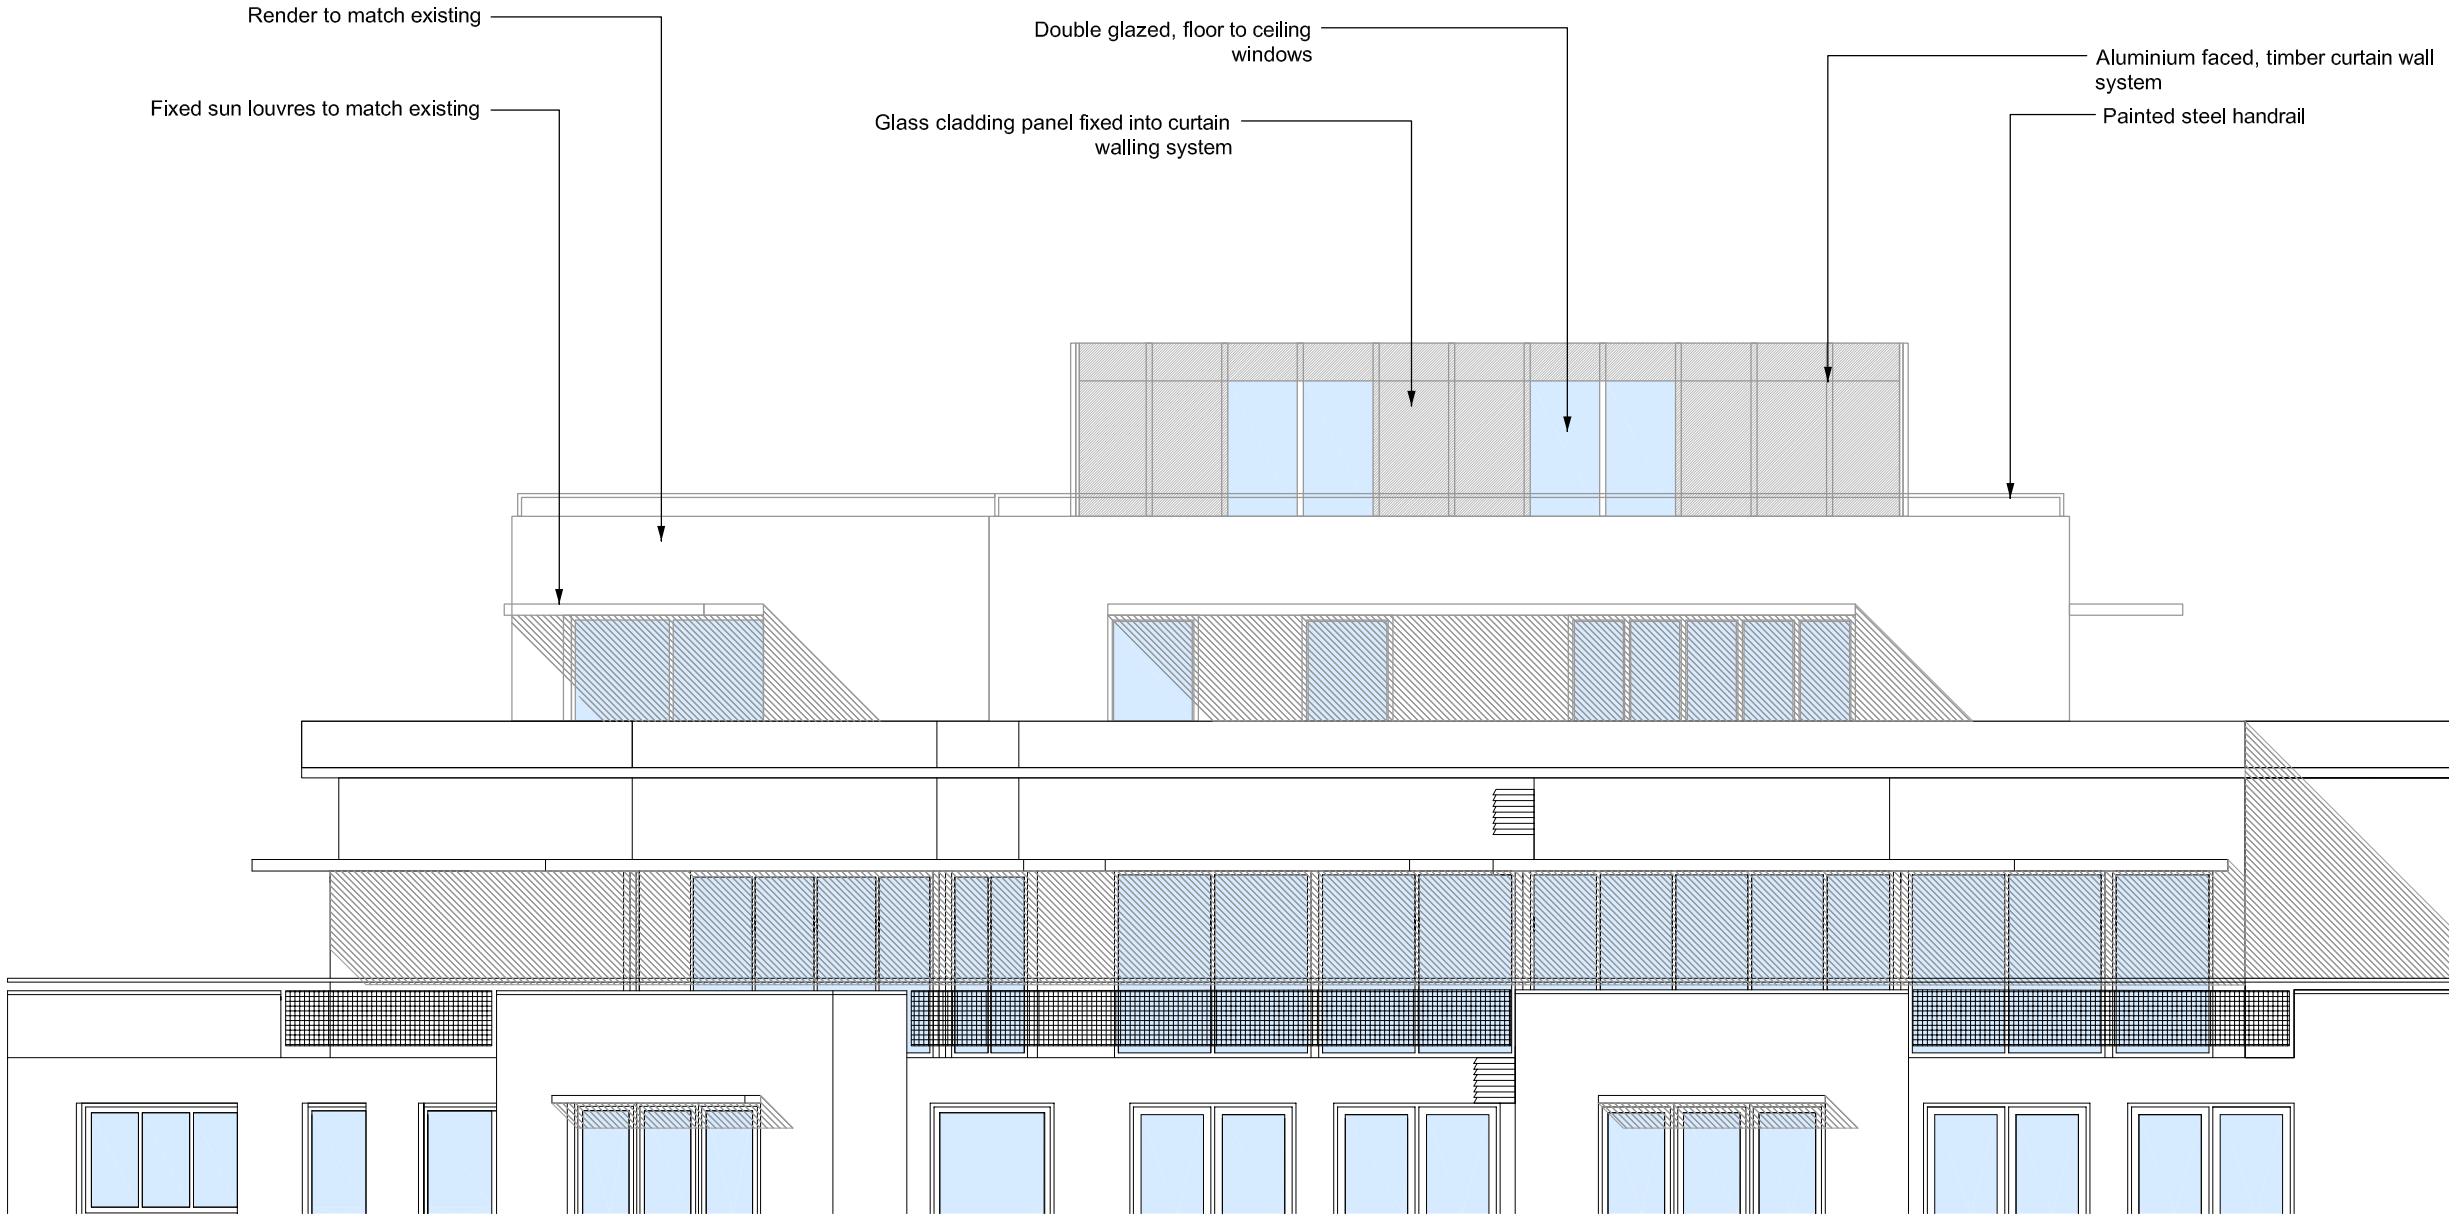 Render to match existing
Fixed sun louvres to match existing
Double glazed, floor to ceiling
windows
Glass cladding panel fixed into curtain
walling system
Aluminium faced, timber curtain wall
system
Painted steel handrail